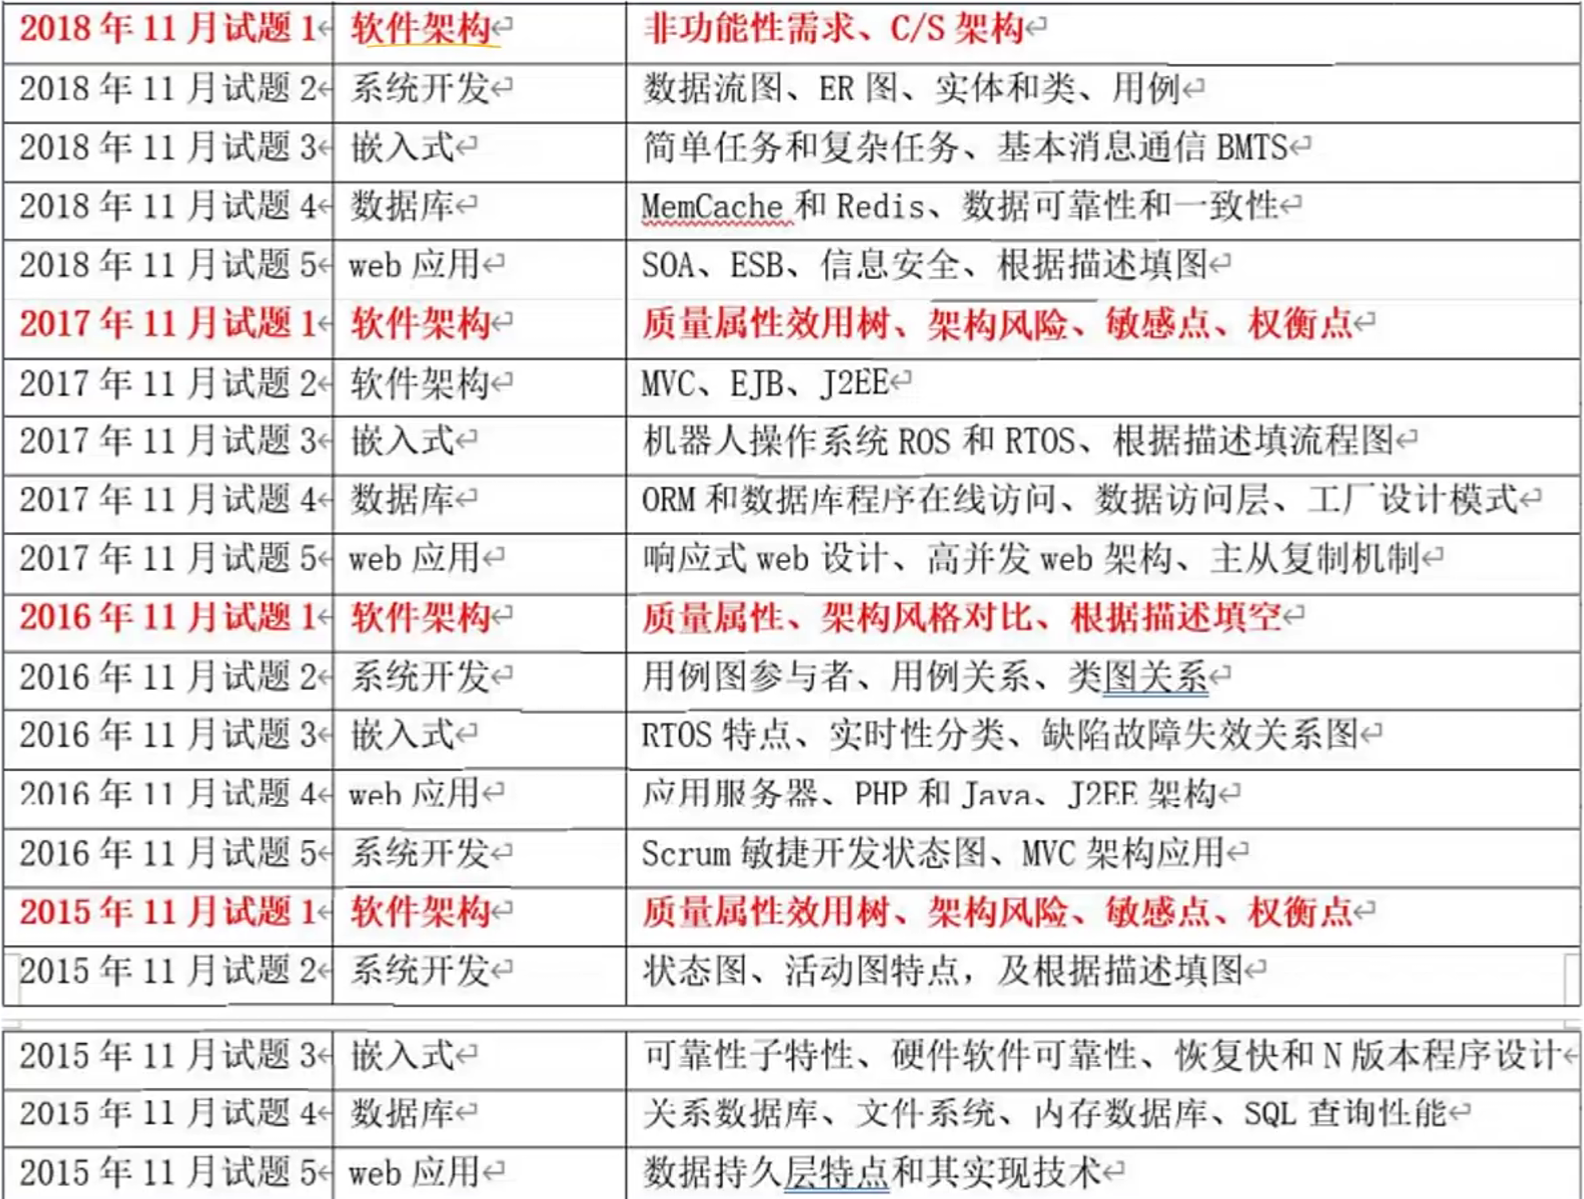 2018 年 11 月试题 1 软件架构 非功能性需求、C/S 架构
2018 年 11 月试题 2 系统开发 数据流图、ER 图、实体和类、用例
2018 年 11 月试题 3 嵌入式 简单任务和复杂任务、基本消息通信 BMTS
2018 年 11 月试题 4 数据库 MemCache 和 Redis、数据可靠性和一致性
2018 年 11 月试题 5 web 应用 SOA、ESB、信息安全、根据描述填图
2017 年 11 月试题 1 软件架构 质量属性效用树、架构风险、敏感点、权衡点
2017 年 11 月试题 2 软件架构 MVC、EJB、J2EE
2017 年 11 月试题 3 嵌入式 机器人操作系统 ROS 和 RTOS、根据描述填流程图
2017 年 11 月试题 4 数据库 ORM 和数据库程序在线访问、数据访问层、工厂设计模式
2017 年 11 月试题 5 web 应用 响应式 web 设计、高并发 web 架构、主从复制机制
2016 年 11 月试题 1 软件架构 质量属性、架构风格对比、根据描述填空
2016 年 11 月试题 2 系统开发 用例图参与者、用例关系、类图关系
2016 年 11 月试题 3 嵌入式 RTOS 特点、实时性分类、缺陷故障失效关系图
2016 年 11 月试题 4 web 应用 应用服务器、PHP 和 Java、J2EE 架构
2016 年 11 月试题 5 系统开发 Scrum 敏捷开发状态图、MVC 架构应用
2015 年 11 月试题 1 软件架构 质量属性效用树、架构风险、敏感点、权衡点
2015 年 11 月试题 2 系统开发 状态图、活动图特点，及根据描述填图
2015 年 11 月试题 3 嵌入式 可靠性子特性、硬件软件可靠性、恢复快和 N 版本程序设计
2015 年 11 月试题 4 数据库 关系数据库、文件系统、内存数据库、SQL 查询性能
2015 年 11 月试题 5 web 应用 数据持久层特点和其实现技术